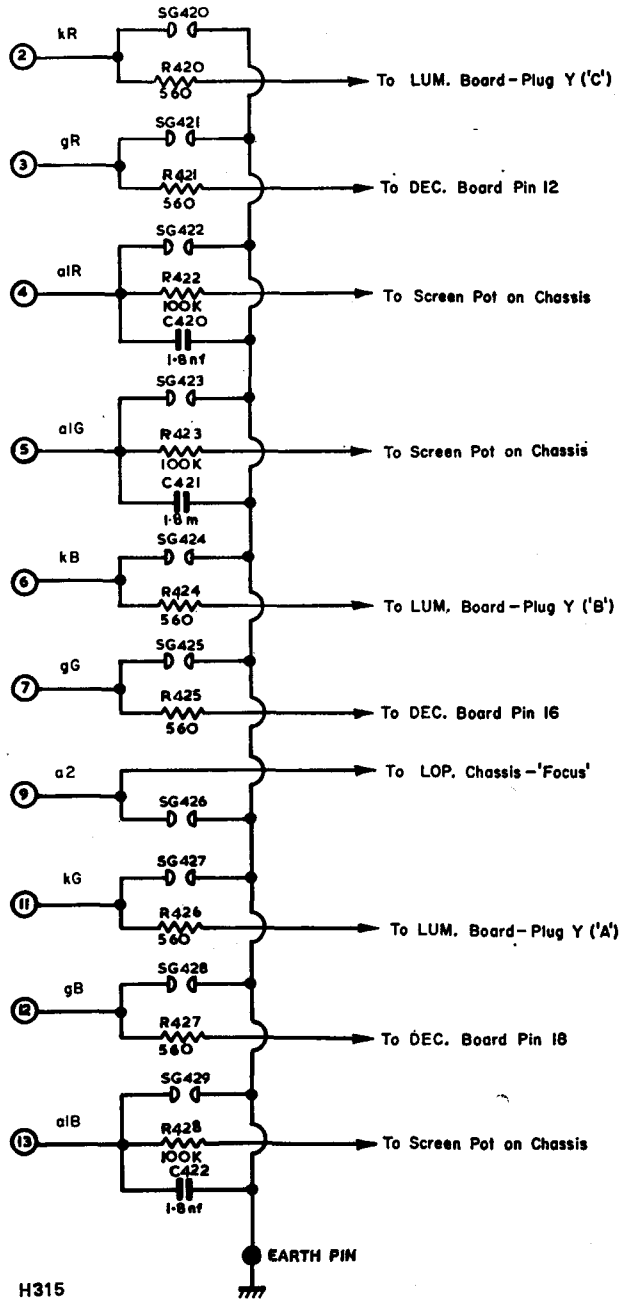 SG420
kR
2
R420
560
To LUM. Board-Plug Y ('C')
SG421
gR
3
R421
560
To DEC. Board Pin 12
SG422
a1R
4
R422
100K
To Screen Pot on Chassis
C420
1·8nf
SG423
a1G
5
R423
100K
To Screen Pot on Chassis
C421
1·8m
SG424
kB
6
R424
560
To LUM. Board-Plug Y ('B')
SG425
gG
7
R425
560
To DEC. Board Pin 16
a2
9
To LOP. Chassis-'Focus'
SG426
SG427
kG
11
R426
560
To LUM. Board-Plug Y ('A')
SG428
gB
12
R427
560
To DEC. Board Pin 18
SG429
a1B
13
R428
100K
To Screen Pot on Chassis
C422
1·8nf
EARTH PIN
H315